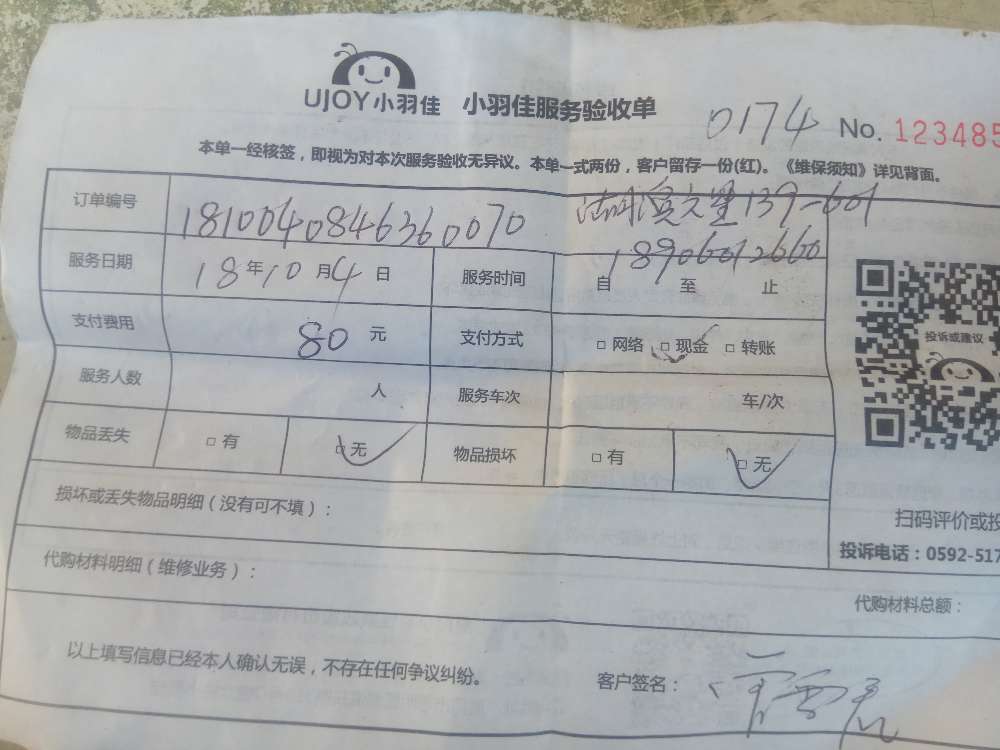 UJOY小羽佳 小羽佳服务验收单 0174 No. 123485
本单一经核签，即视为对本次服务验收无异议。本单一式两份，客户留存一份(红)。《维保须知》详见背面。
订单编号 181004084636 0070 139-601
18906012660
服务日期 18年10月4日 服务时间 自 至 止
支付费用 80 元 支付方式 □网络 □现金 □转账
投诉或建议
服务人数 人 服务车次 车/次
物品丢失 □有 □无 物品损坏 □有 □无
损坏或丢失物品明细（没有可不填）：
扫码评价或投
投诉电话：0592-517
代购材料明细（维修业务）：
代购材料总额：
以上填写信息已经本人确认无误，不存在任何争议纠纷。 客户签名：